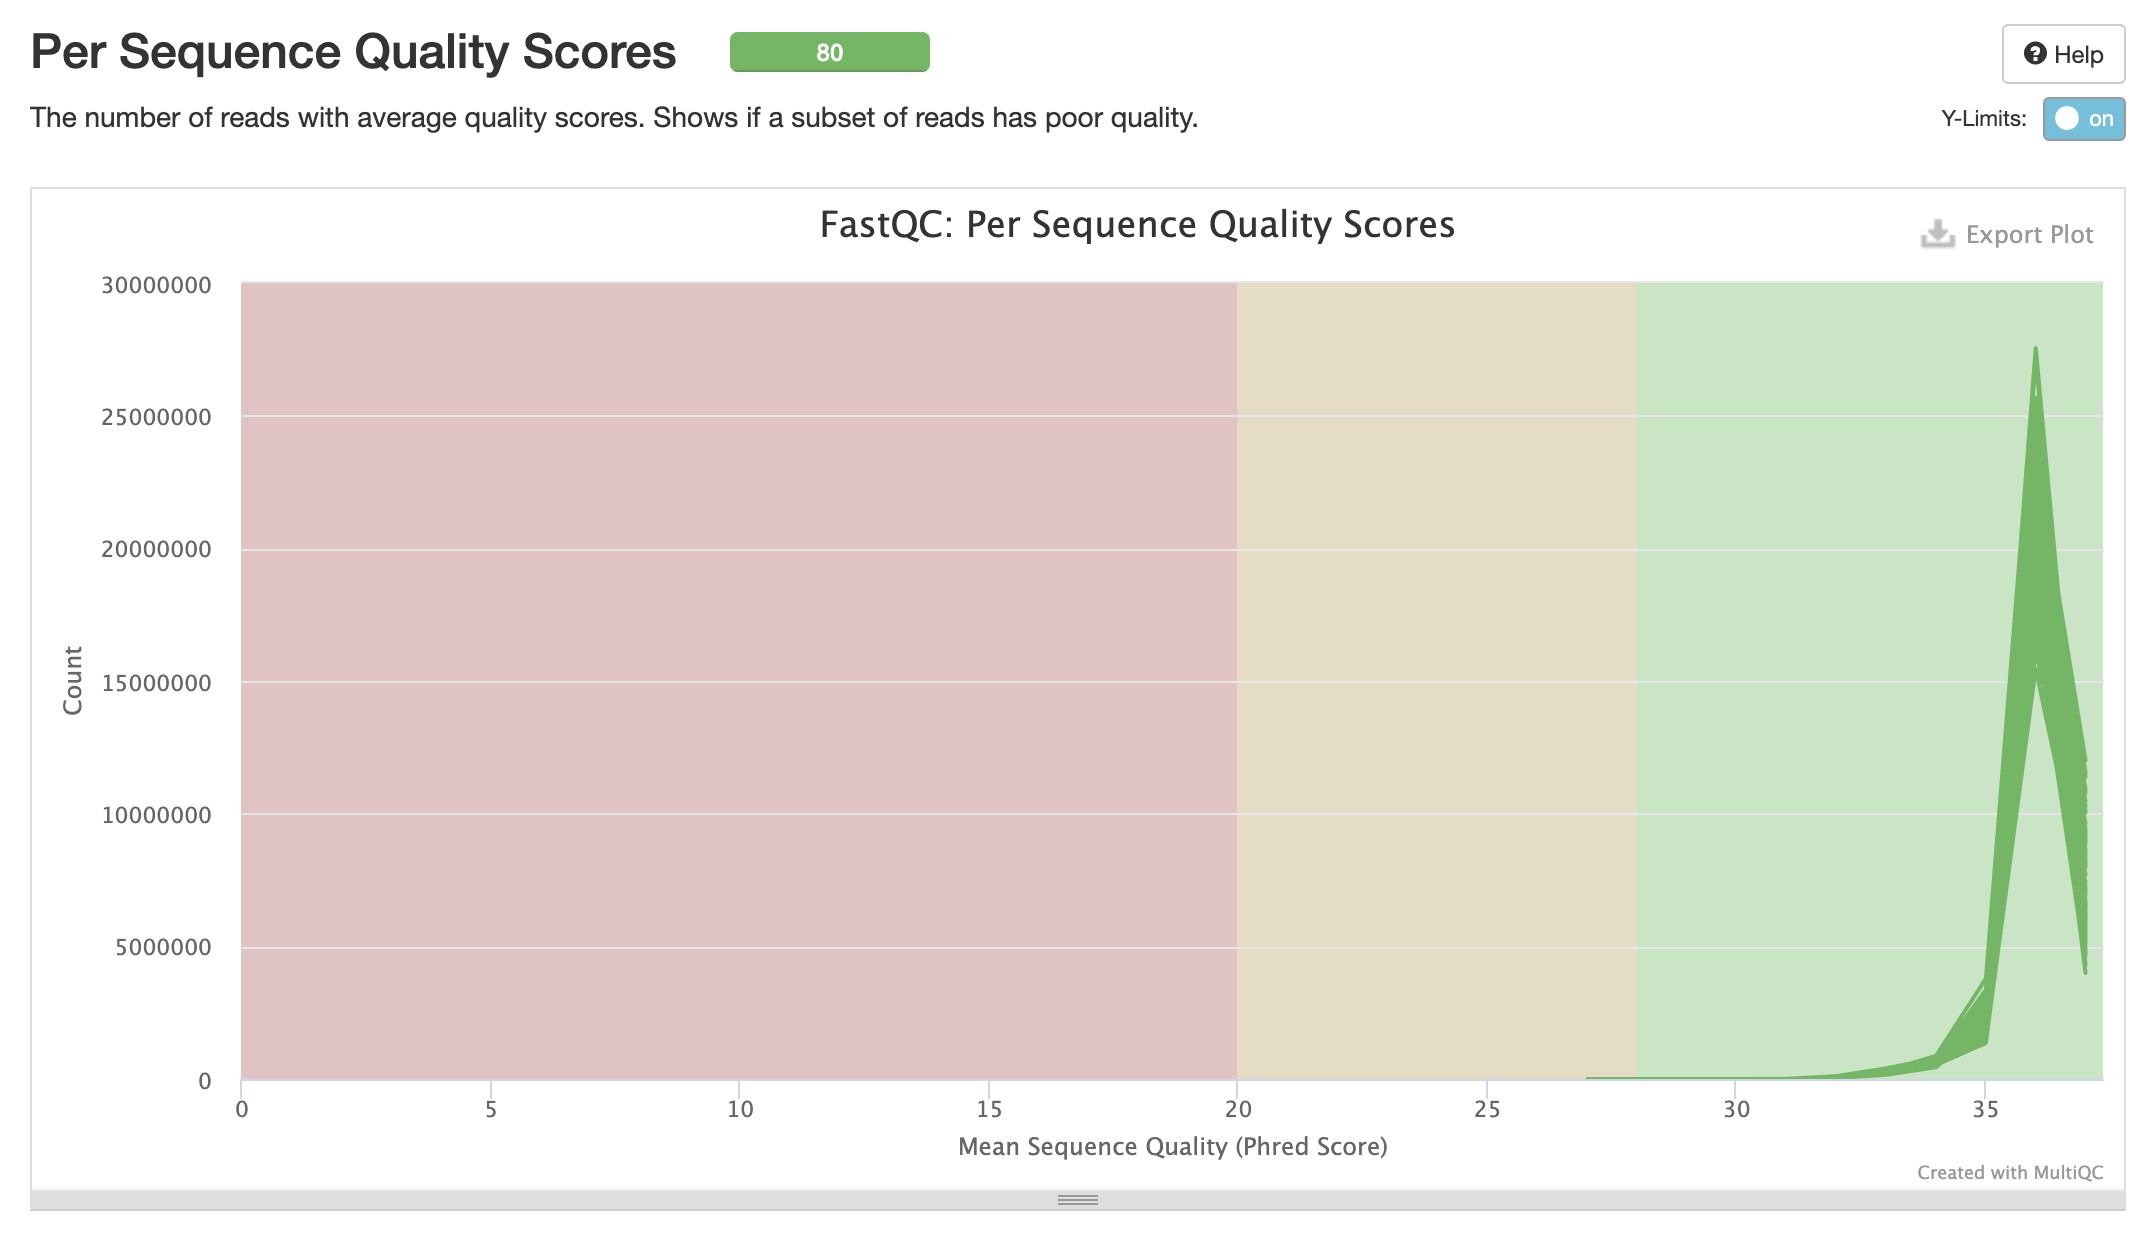 Per Sequence Quality Scores
80
Help
The number of reads with average quality scores. Shows if a subset of reads has poor quality.
Y-Limits:
on
FastQC: Per Sequence Quality Scores
Export Plot
30000000
25000000
20000000
15000000
10000000
5000000
0
Count
0 5 10 15 20 25 30 35
Mean Sequence Quality (Phred Score)
Created with MultiQC